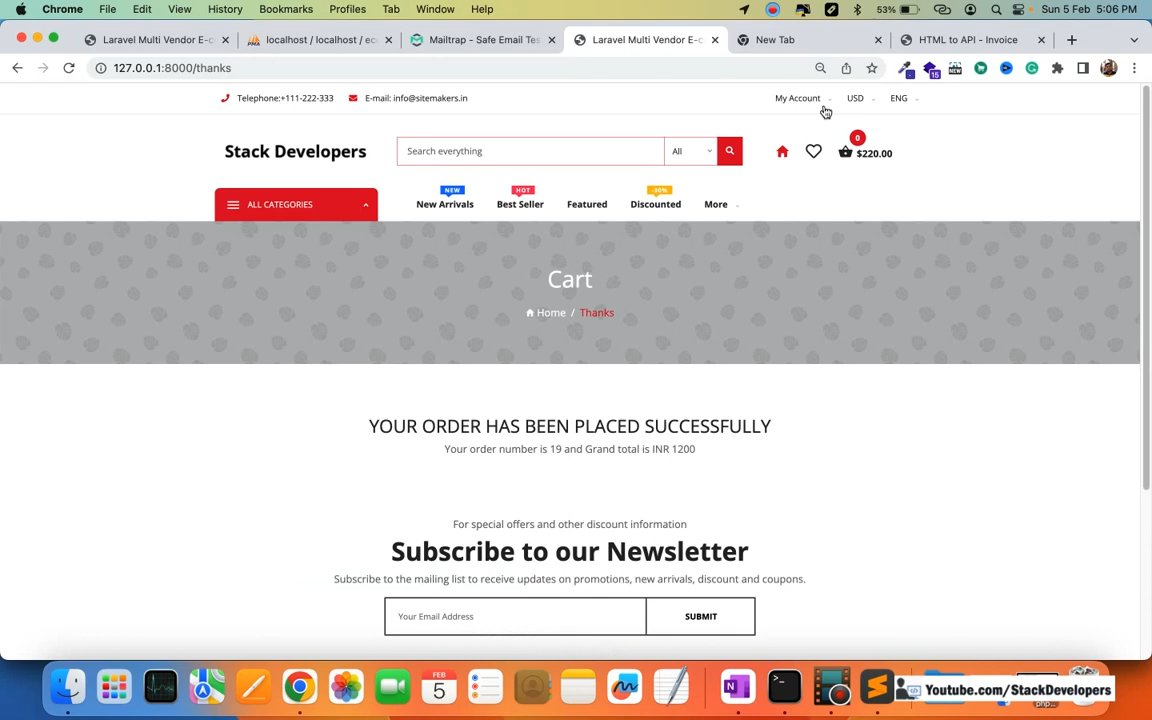 Chrome File Edit View History Bookmarks Profiles Tab Window Help 53% Sun 5 Feb 5:06 PM
Laravel Multi Vendor E-c localhost / localhost / ec Mailtrap - Safe Email Tes Laravel Multi Vendor E-c New Tab HTML to API - Invoice
127.0.0.1:8000/thanks 15 NEW
Telephone:+111-222-333 E-mail: info@sitemakers.in My Account USD ENG
Stack Developers Search everything All 0 $220.00
NEW HOT -30%
ALL CATEGORIES New Arrivals Best Seller Featured Discounted More
Cart
Home / Thanks
YOUR ORDER HAS BEEN PLACED SUCCESSFULLY
Your order number is 19 and Grand total is INR 1200
For special offers and other discount information
Subscribe to our Newsletter
Subscribe to the mailing list to receive updates on promotions, new arrivals, discount and coupons.
Your Email Address SUBMIT
FEB
5
Youtube.com/StackDevelopers
php